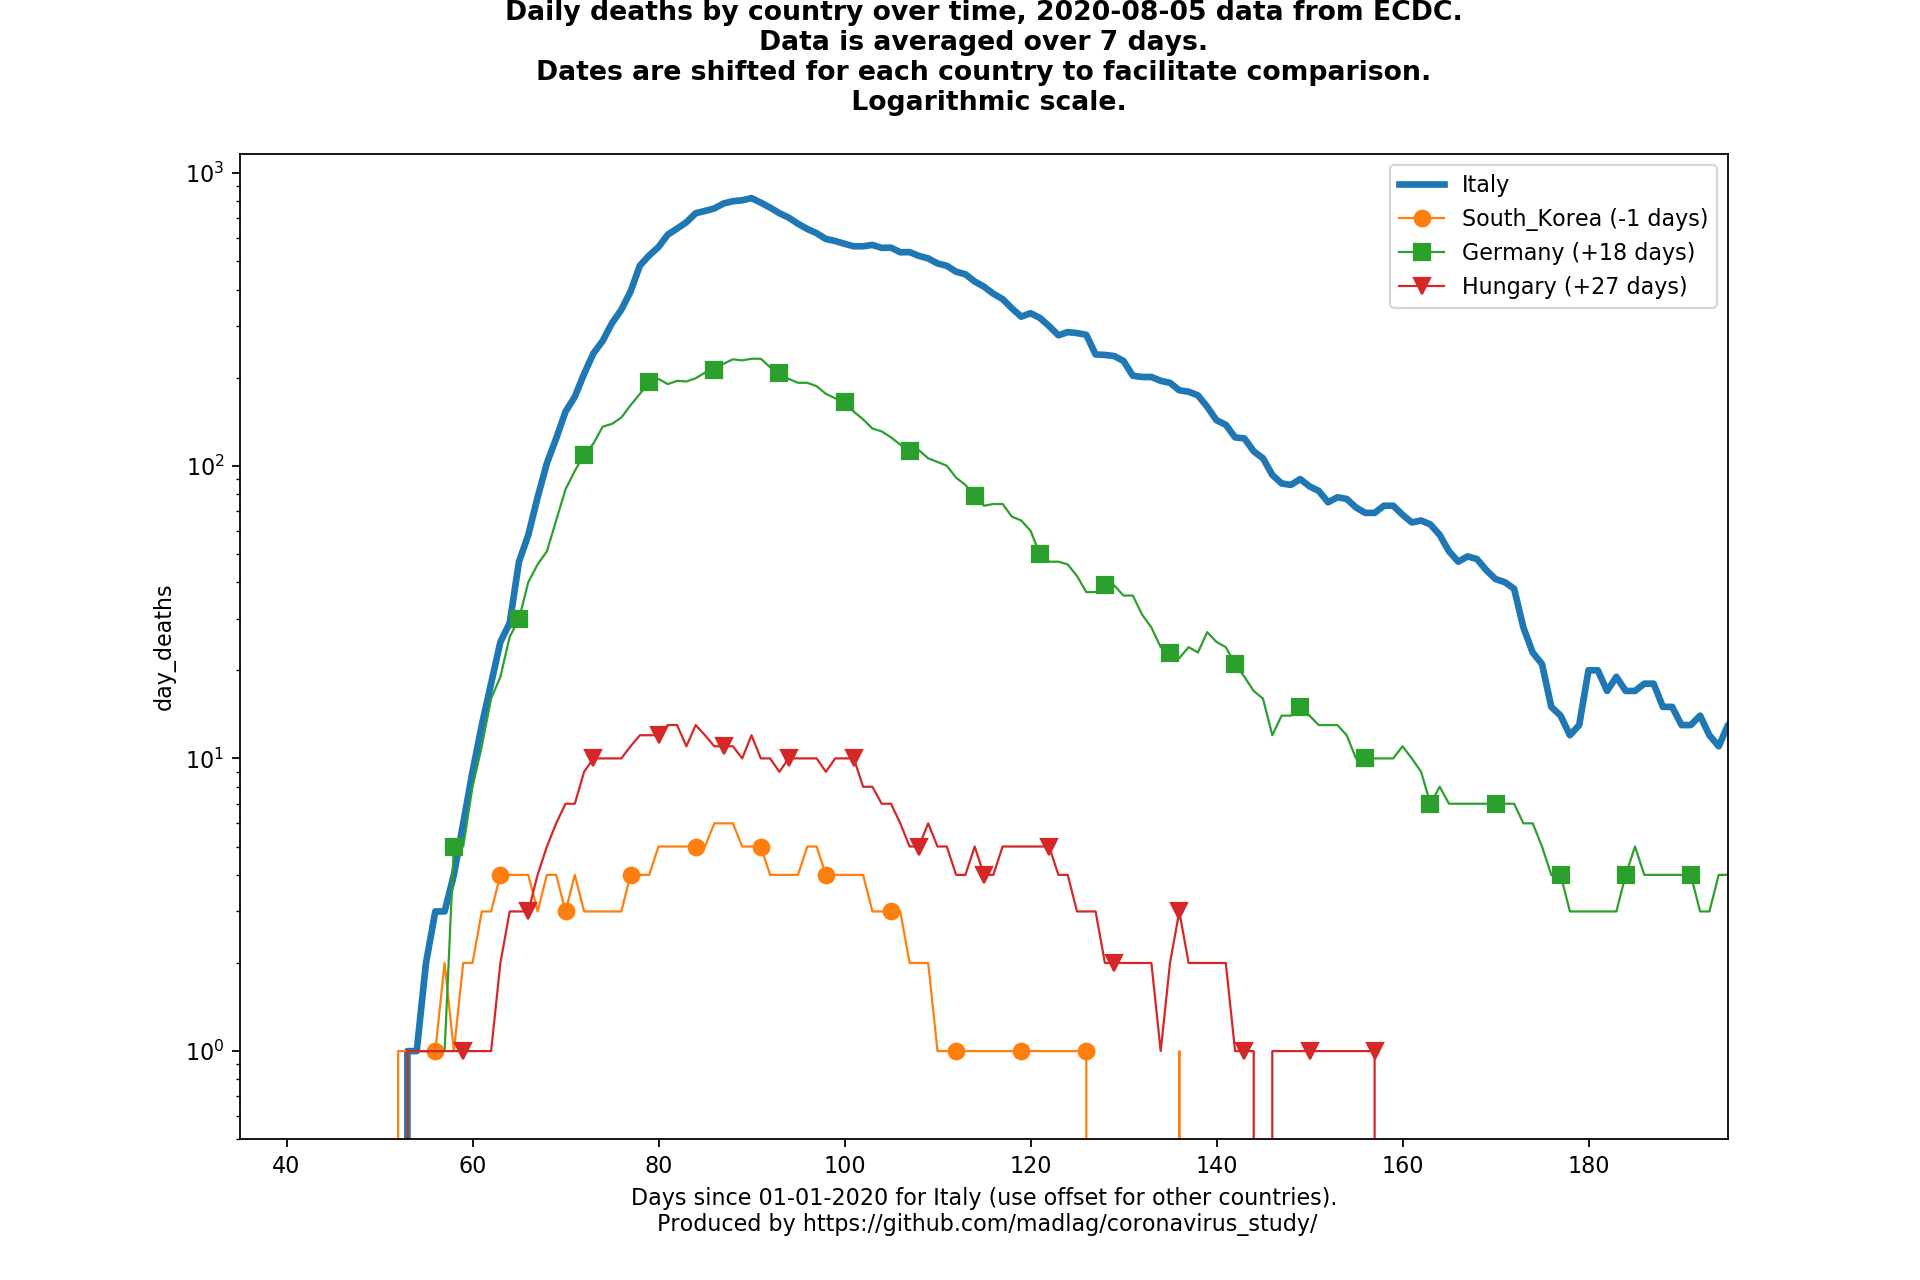 Daily deaths by country over time, 2020-08-05 data from ECDC.
Data is averaged over 7 days.
Dates are shifted for each country to facilitate comparison.
Logarithmic scale.
10³
10²
10¹
10⁰
day_deaths
Italy
South_Korea (-1 days)
Germany (+18 days)
Hungary (+27 days)
40 60 80 100 120 140 160 180
Days since 01-01-2020 for Italy (use offset for other countries).
Produced by https://github.com/madlag/coronavirus_study/